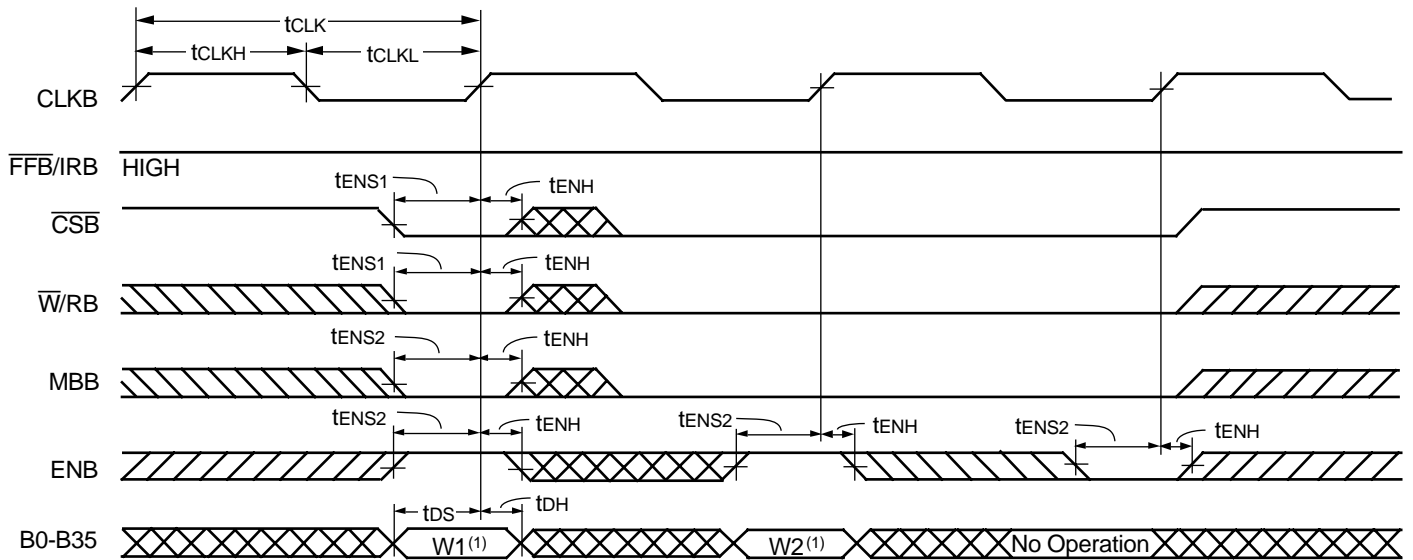 tCLK
tCLKH tCLKL
CLKB
FFB/IRB HIGH
tENS1 tENH
CSB
tENS1 tENH
W/RB
tENS2 tENH
MBB
tENS2 tENH tENS2 tENH tENS2 tENH
ENB
tDS tDH
B0-B35 W1(1) W2(1) No Operation